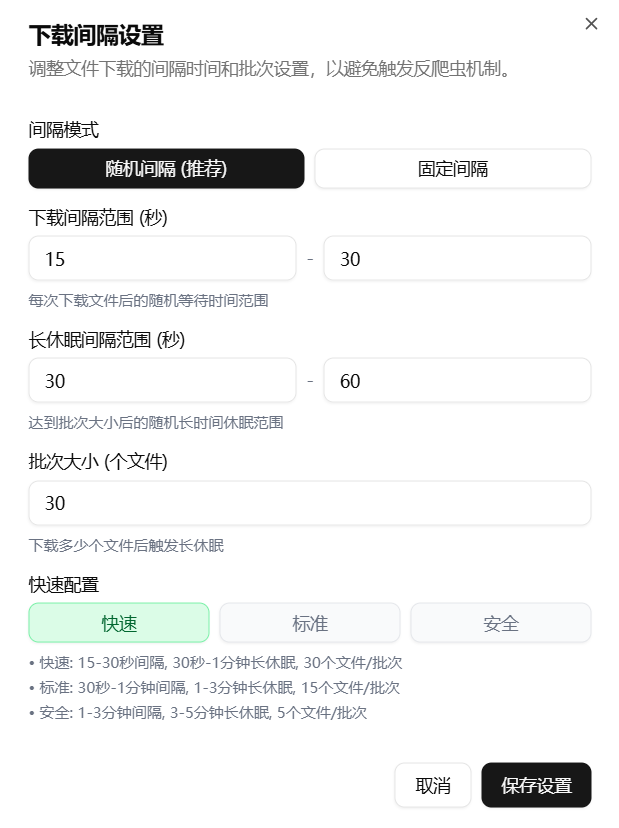 下载间隔设置
调整文件下载的间隔时间和批次设置，以避免触发反爬虫机制。
间隔模式
随机间隔 (推荐)
固定间隔
下载间隔范围 (秒)
15 - 30
每次下载文件后的随机等待时间范围
长休眠间隔范围 (秒)
30 - 60
达到批次大小后的随机长时间休眠范围
批次大小 (个文件)
30
下载多少个文件后触发长休眠
快速配置
快速
标准
安全
• 快速: 15-30秒间隔, 30秒-1分钟长休眠, 30个文件/批次
• 标准: 30秒-1分钟间隔, 1-3分钟长休眠, 15个文件/批次
• 安全: 1-3分钟间隔, 3-5分钟长休眠, 5个文件/批次
取消
保存设置